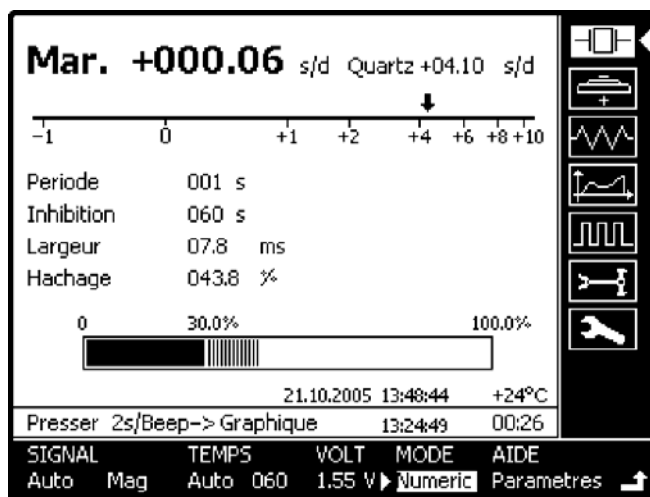 Mar. +000.06 s/d Quartz +04.10 s/d
-1 0 +1 +2 +4 +6 +8 +10
Periode 001 s
Inhibition 060 s
Largeur 07.8 ms
Hachage 043.8 %
0 30.0% 100.0%
21.10.2005 13:48:44 +24°C
Presser 2s/Beep-> Graphique 13:24:49 00:26
SIGNAL TEMPS VOLT MODE AIDE
Auto Mag Auto 060 1.55 V Numeric Parametres